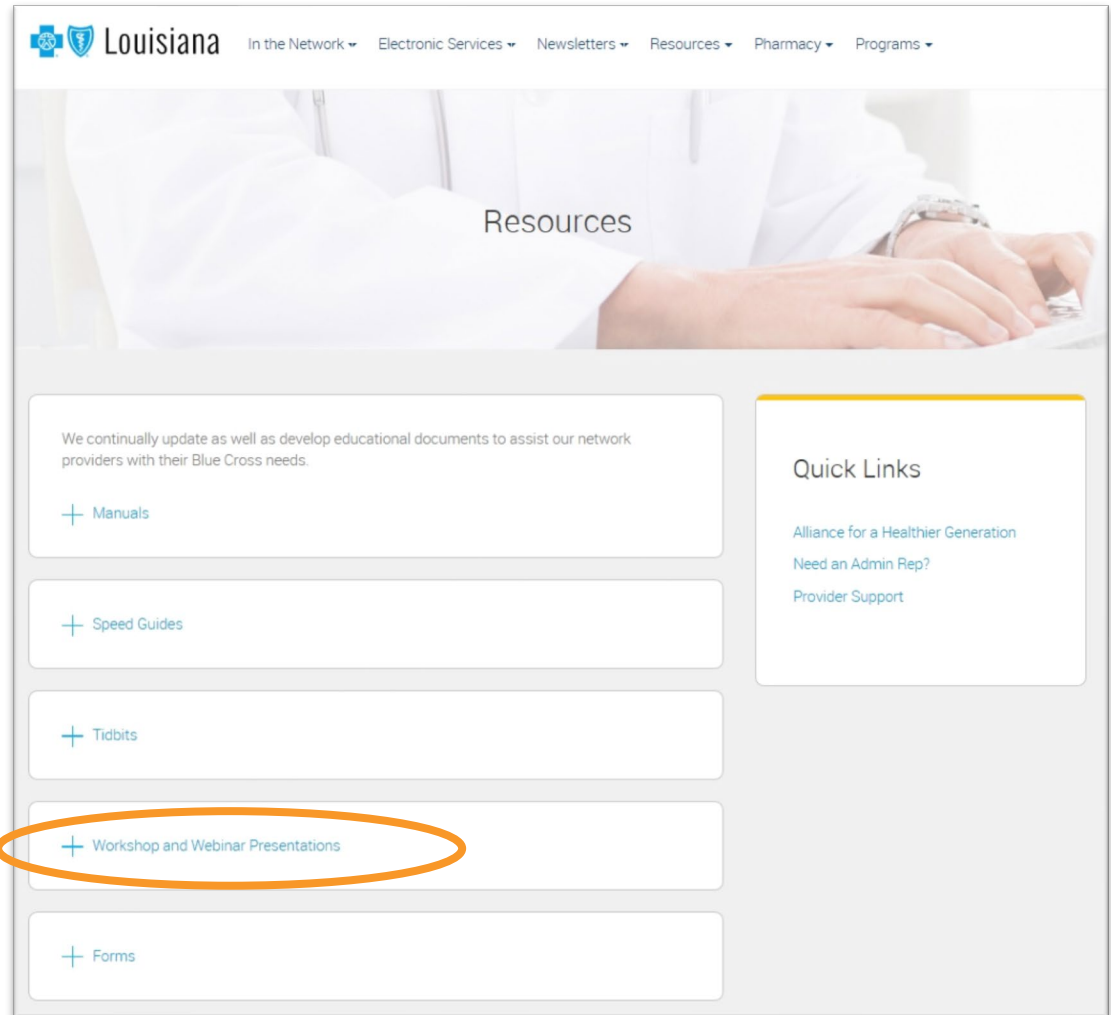 Louisiana In the Network Electronic Services Newsletters Resources Pharmacy Programs
Resources
We continually update as well as develop educational documents to assist our network
providers with their Blue Cross needs.
Manuals
Speed Guides
Tidbits
Workshop and Webinar Presentations
Forms
Quick Links
Alliance for a Healthier Generation
Need an Admin Rep?
Provider Support